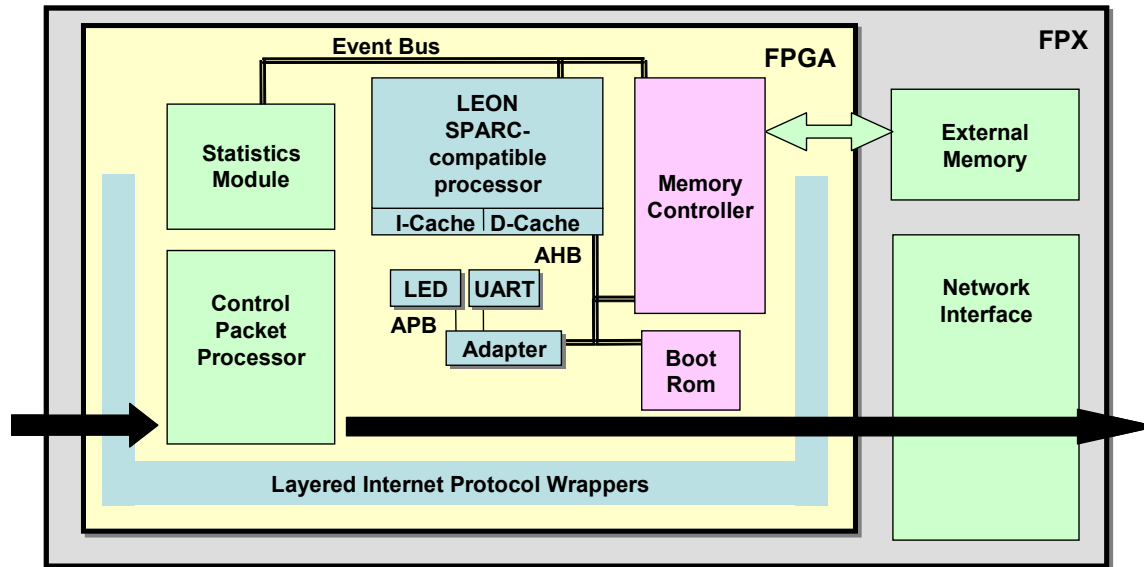 FPX
FPGA
Event Bus
Statistics
Module
LEON
SPARC-
compatible
processor
I-Cache
D-Cache
Memory
Controller
External
Memory
AHB
Control
Packet
Processor
LED
UART
APB
Adapter
Boot
Rom
Network
Interface
Layered Internet Protocol Wrappers